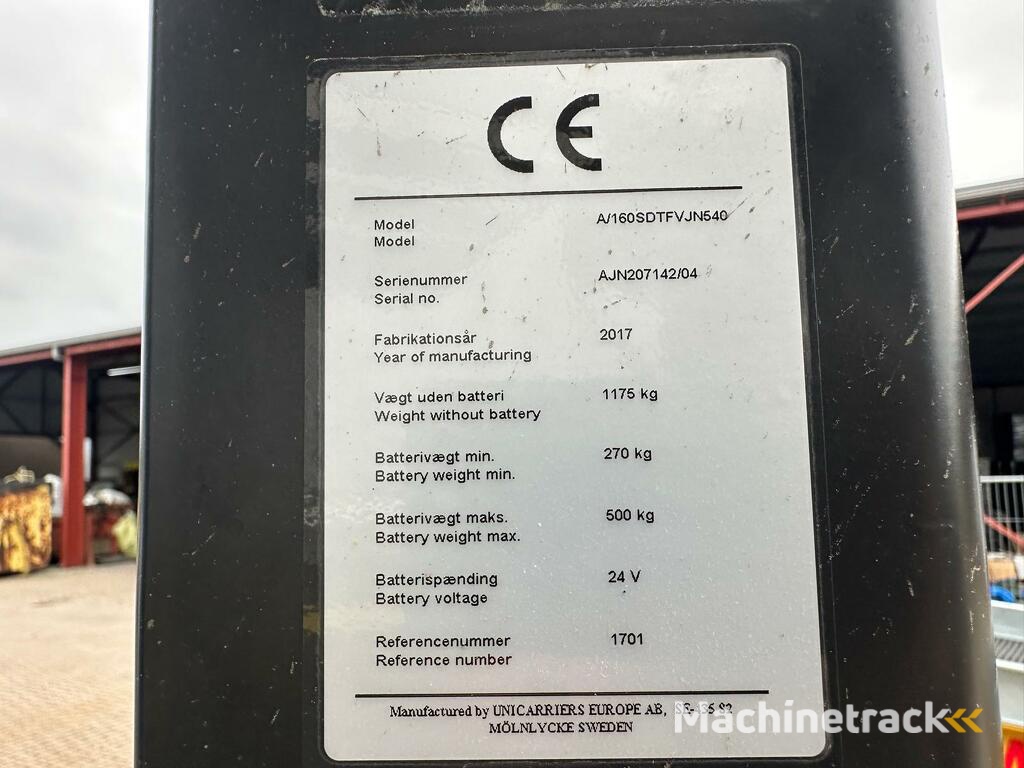 CE
Model A/160SDTFVJN540
Model
Serienummer AJN207142/04
Serial no.
Fabrikationsår 2017
Year of manufacturing
Vægt uden batteri 1175 kg
Weight without battery
Batterivægt min. 270 kg
Battery weight min.
Batterivægt maks. 500 kg
Battery weight max.
Batterispænding 24 V
Battery voltage
Referencenummer 1701
Reference number
Manufactured by UNICARRIERS EUROPE AB,
MÖLNLYCKE SWEDEN
Machinetrack